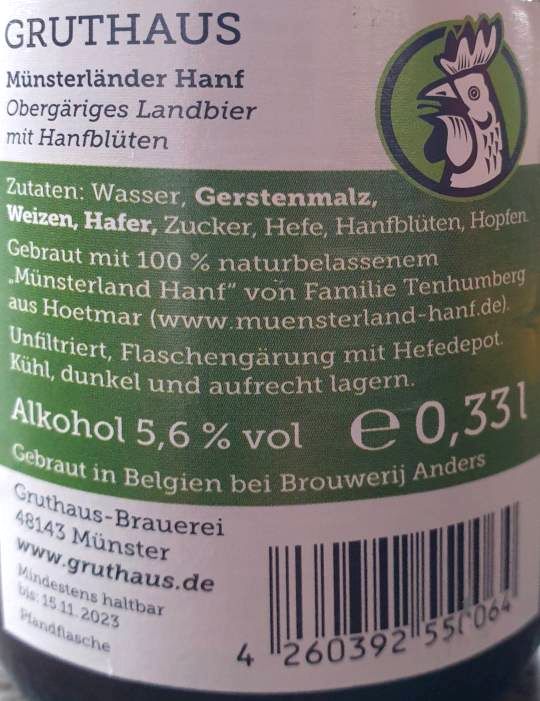 GRUTHAUS
Münsterländer Hanf
Obergäriges Landbier
mit Hanfblüten
Zutaten: Wasser, Gerstenmalz,
Weizen, Hafer, Zucker, Hefe, Hanfblüten, Hopfen.
Gebraut mit 100 % naturbelassenem
„Münsterland Hanf“ von Familie Tenhumberg
aus Hoetmar (www.muensterland-hanf.de).
Unfiltriert, Flaschengärung mit Hefedepot.
Kühl, dunkel und aufrecht lagern.
Alkohol 5,6 % vol ℮ 0,33 l
Gebraut in Belgien bei Brouwerij Anders
Gruthaus-Brauerei
48143 Münster
www.gruthaus.de
Mindestens haltbar
bis: 15.11.2023
Pfandflasche
4 260392 550064